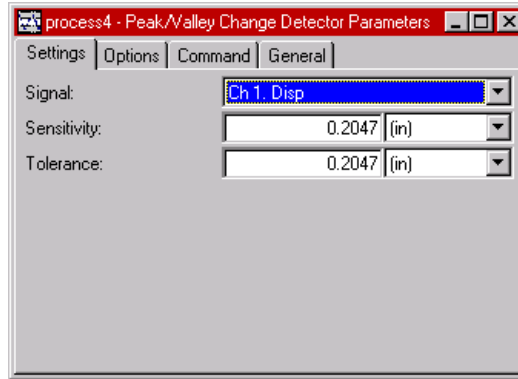 process4 - Peak/Valley Change Detector Parameters
Settings Options Command General
Signal: Ch 1. Disp
Sensitivity: 0.2047 (in)
Tolerance: 0.2047 (in)